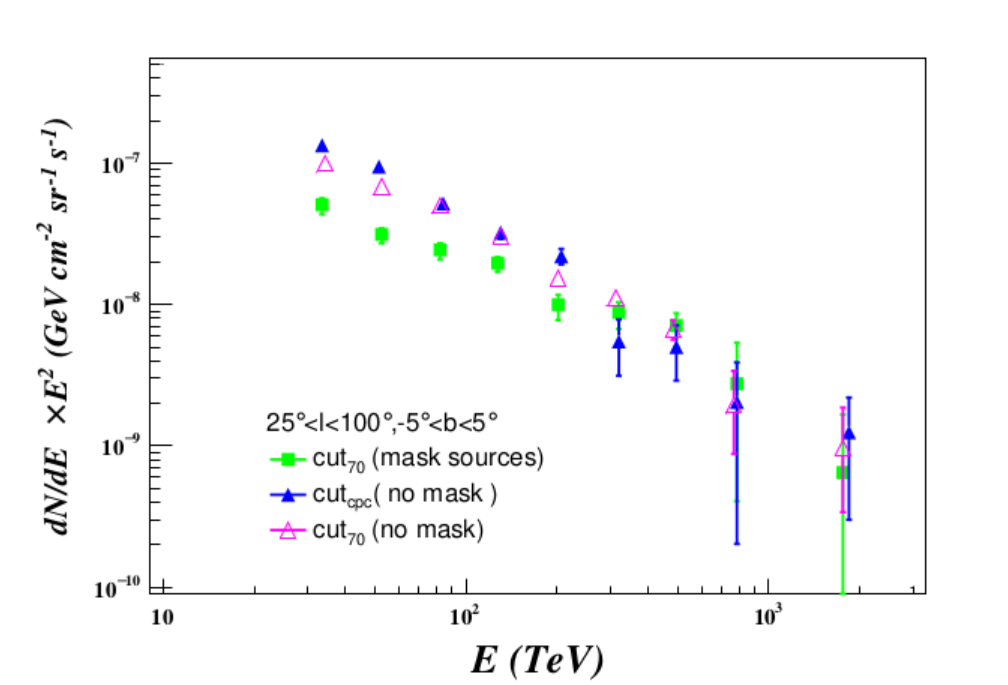 dN/dE ×E² (GeV cm⁻² sr⁻¹ s⁻¹)
10⁻⁷
10⁻⁸
10⁻⁹
10⁻¹⁰
25°<l<100°,-5°<b<5°
cut₇₀ (mask sources)
cut_cpc( no mask )
cut₇₀ (no mask)
10 10² 10³
E (TeV)